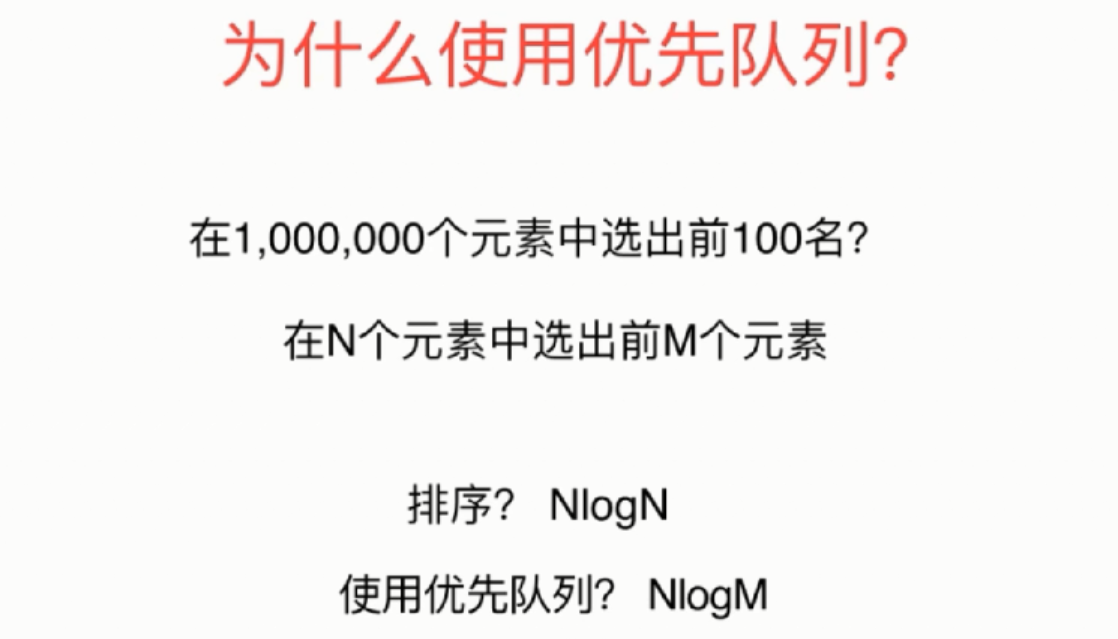 为什么使用优先队列?
在1,000,000个元素中选出前100名?
在N个元素中选出前M个元素
排序? NlogN
使用优先队列? NlogM